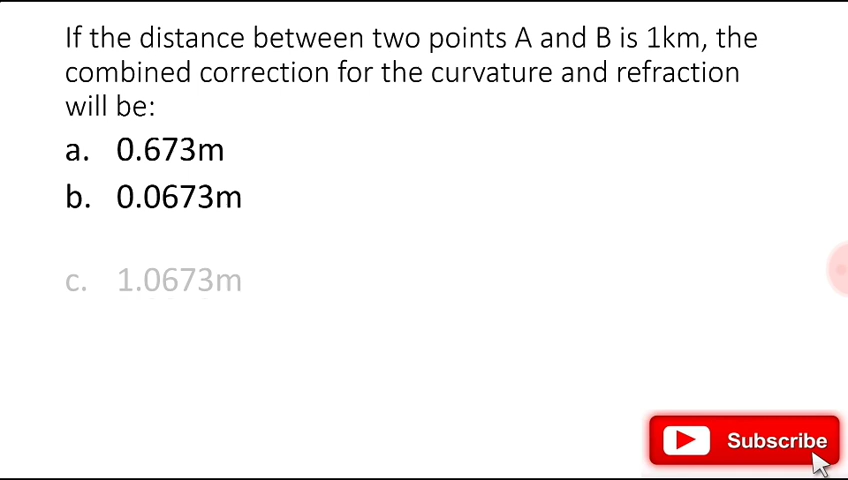 If the distance between two points A and B is 1km, the
combined correction for the curvature and refraction
will be:
a. 0.673m
b. 0.0673m
c. 1.0673m
Subscribe